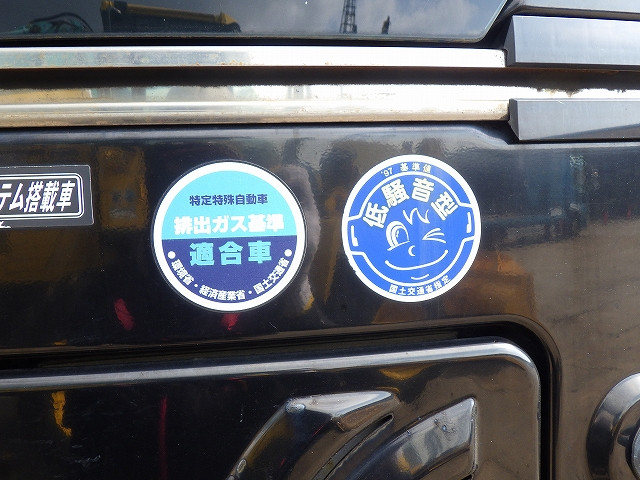 テム搭載車
特定特殊自動車
排出ガス基準
適合車
●環境省・経済産業省・国土交通省●
'97 基準値
低騒音型
国土交通省指定